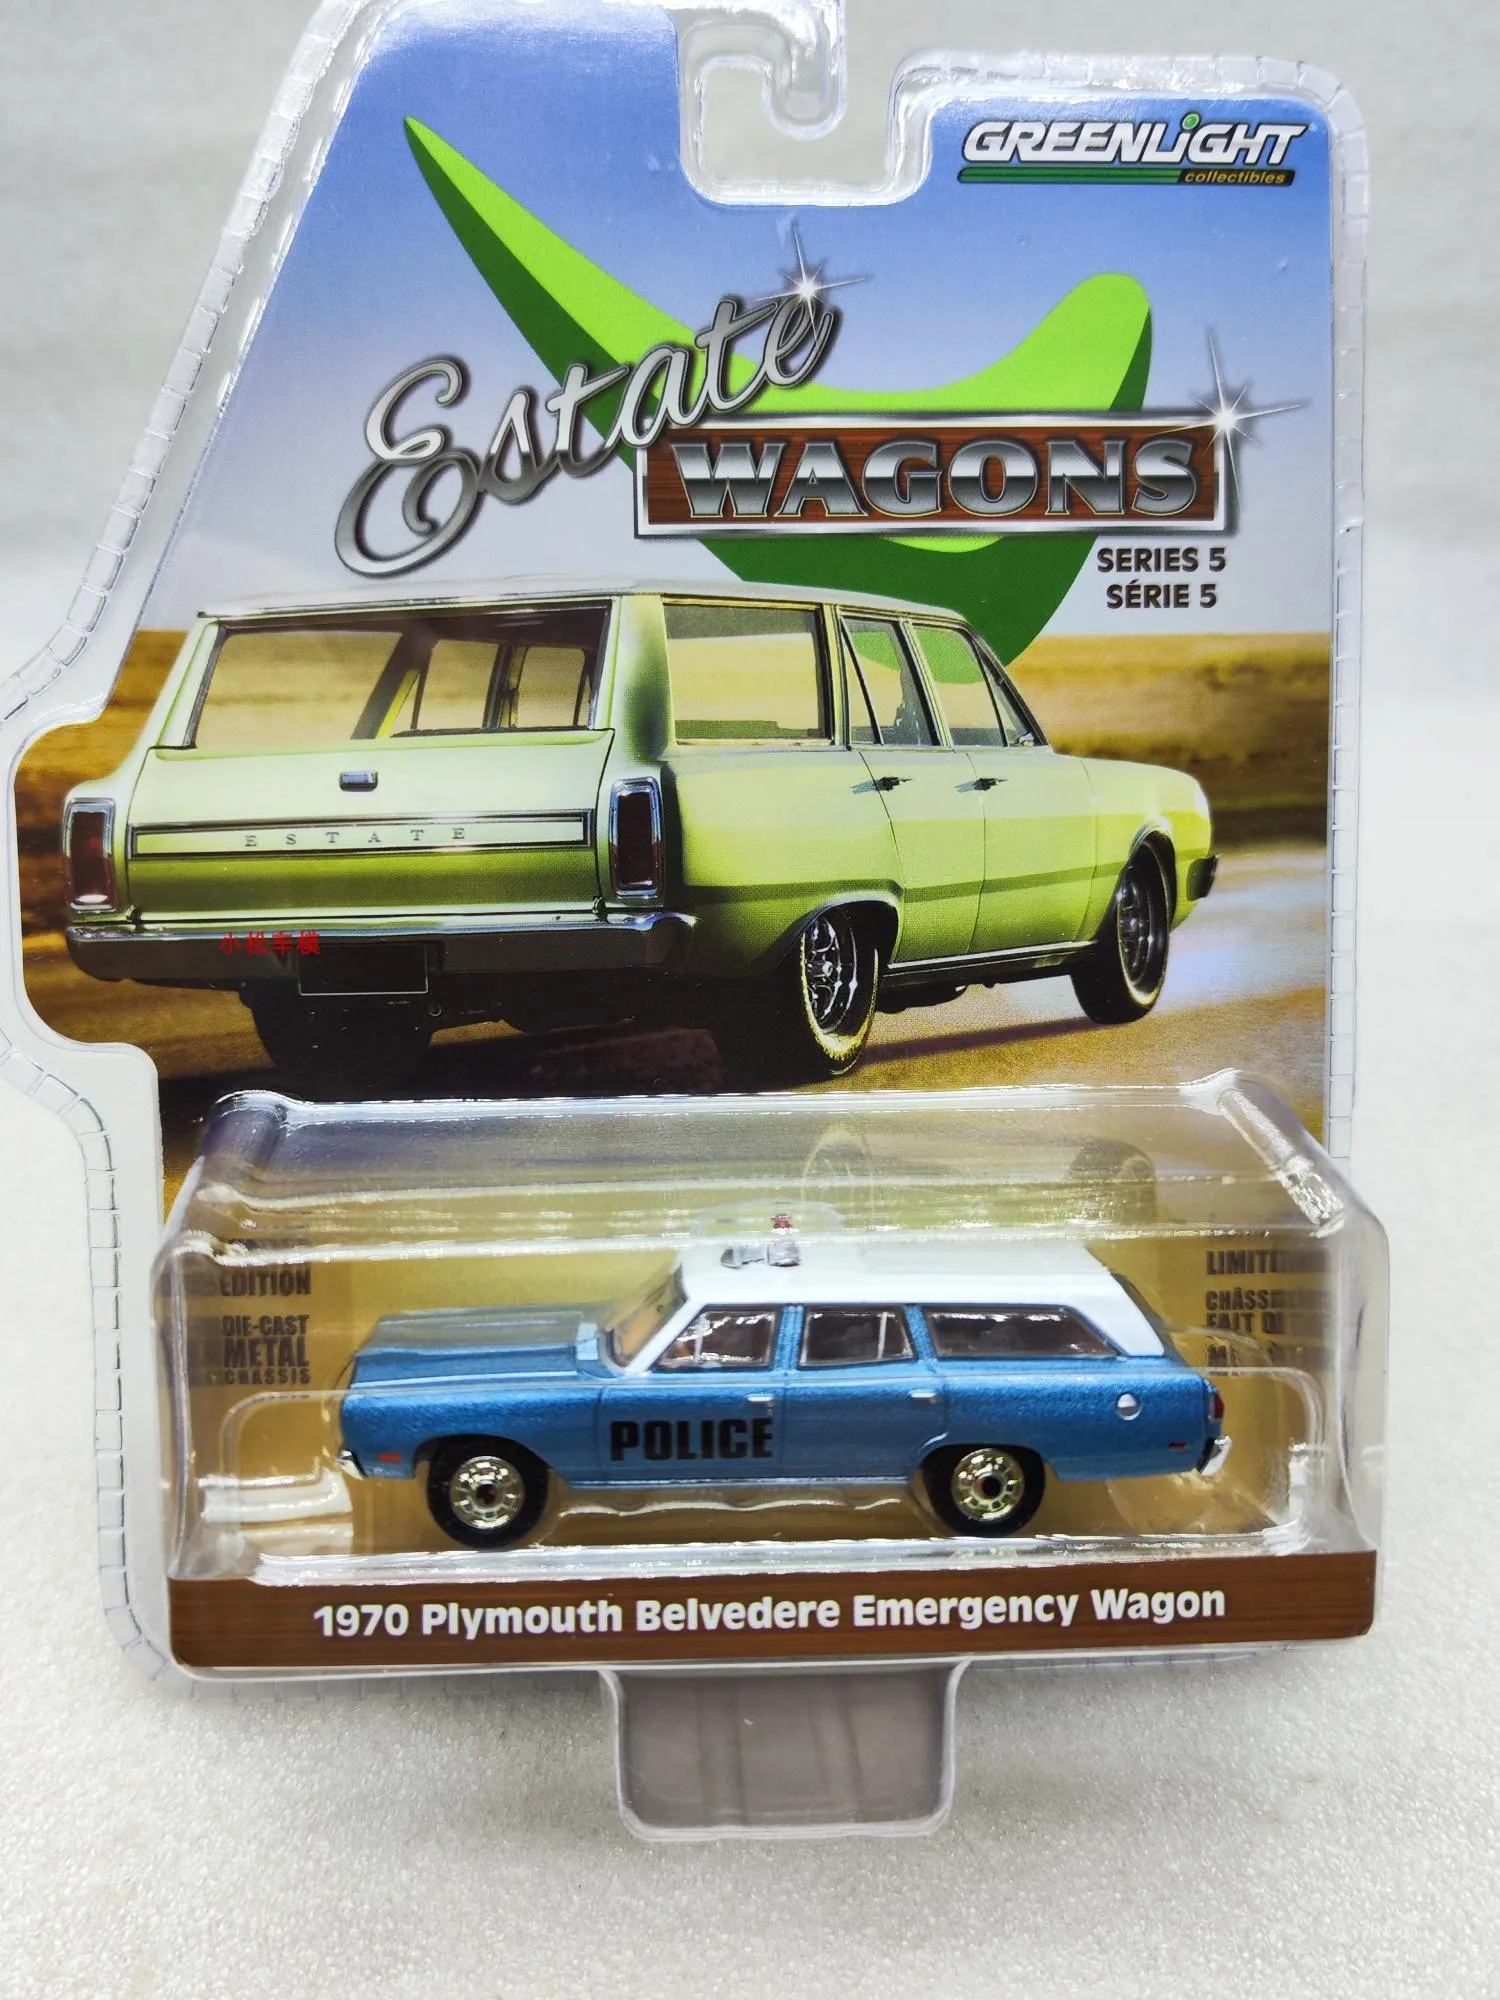 GREENLiGHT
collectibles
Estate
WAGONS
SERIES 5
SÉRIE 5
ESTATE
小松车模
EDITION
DIE-CAST
METAL
CHASSIS
POLICE
1970 Plymouth Belvedere Emergency Wagon